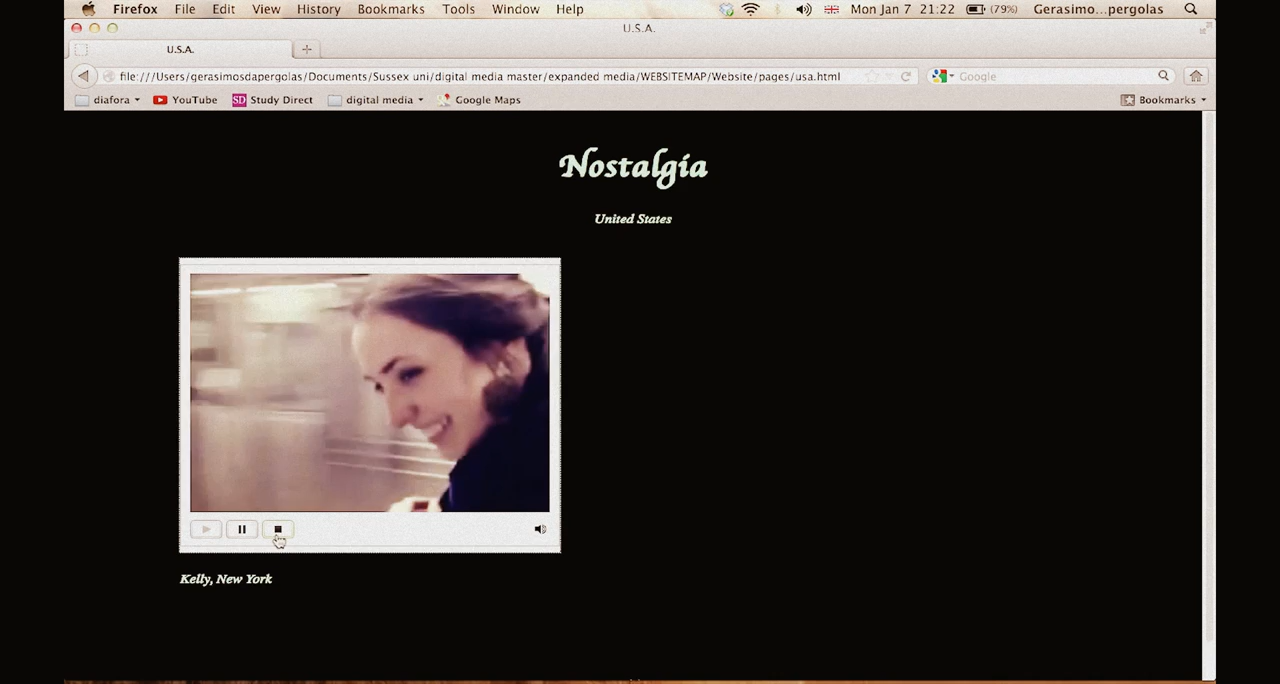 Firefox File Edit View History Bookmarks Tools Window Help Mon Jan 7 21:22 (79%) Gerasimo...pergolas
U.S.A.
U.S.A.
file:///Users/gerasimosdapergolas/Documents/Sussex uni/digital media master/expanded media/WEBSITEMAP/Website/pages/usa.html Google
diafora YouTube SD Study Direct digital media Google Maps Bookmarks
Nostalgia
United States
Kelly, New York